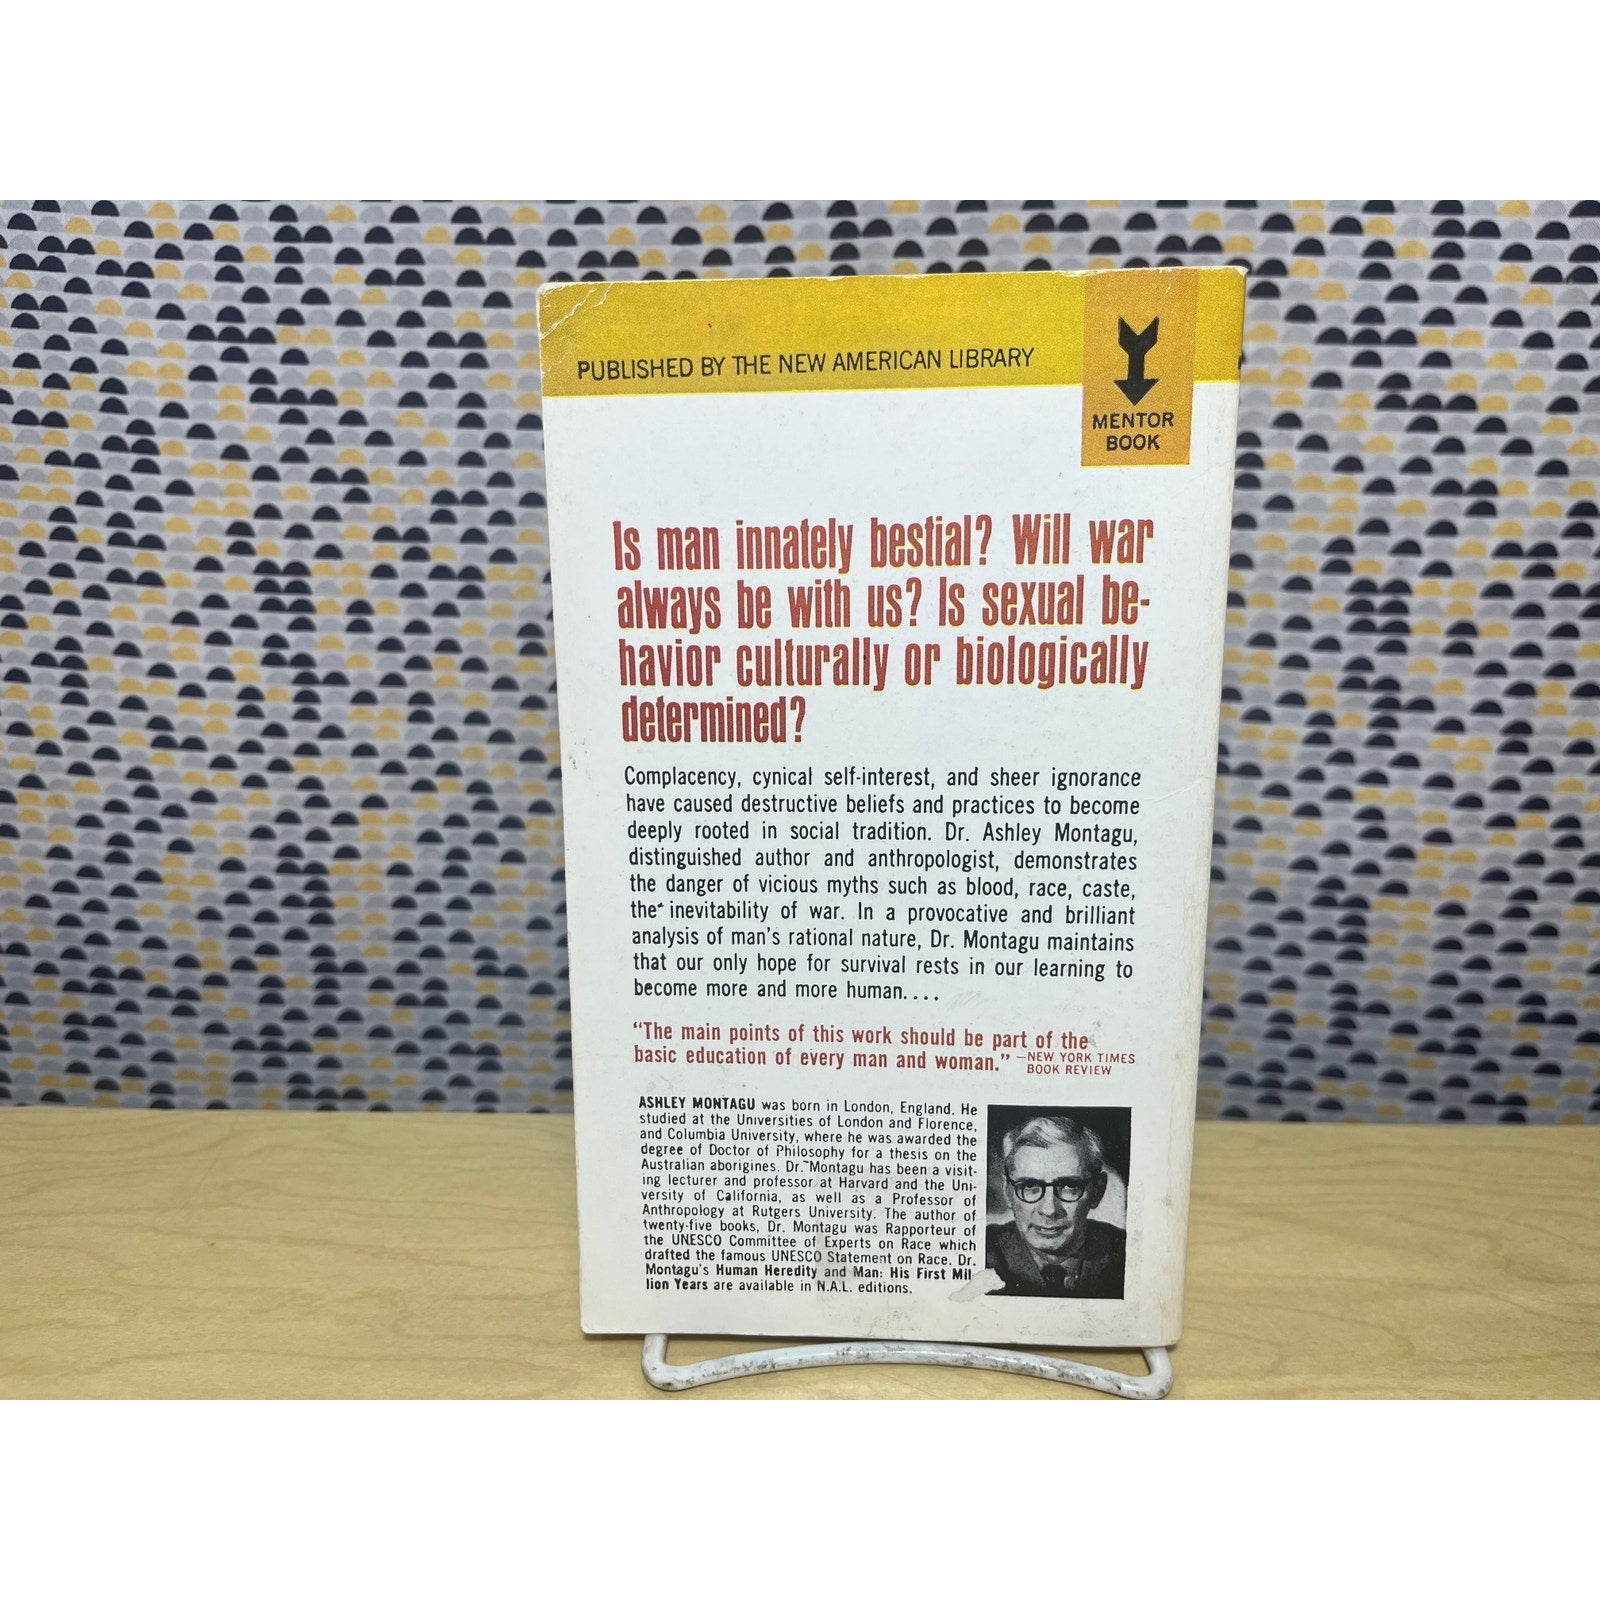 PUBLISHED BY THE NEW AMERICAN LIBRARY
MENTOR
BOOK
Is man innately bestial? Will war
always be with us? Is sexual be-
havior culturally or biologically
determined?
Complacency, cynical self-interest, and sheer ignorance
have caused destructive beliefs and practices to become
deeply rooted in social tradition. Dr. Ashley Montagu,
distinguished author and anthropologist, demonstrates
the danger of vicious myths such as blood, race, caste,
the inevitability of war. In a provocative and brilliant
analysis of man's rational nature, Dr. Montagu maintains
that our only hope for survival rests in our learning to
become more and more human....
"The main points of this work should be part of the
basic education of every man and woman." —NEW YORK TIMES
BOOK REVIEW
ASHLEY MONTAGU was born in London, England. He
studied at the Universities of London and Florence,
and Columbia University, where he was awarded the
degree of Doctor of Philosophy for a thesis on the
Australian aborigines. Dr. Montagu has been a visit-
ing lecturer and professor at Harvard and the Uni-
versity of California, as well as a Professor of
Anthropology at Rutgers University. The author of
twenty-five books, Dr. Montagu was Rapporteur of
the UNESCO Committee of Experts on Race which
drafted the famous UNESCO Statement on Race. Dr.
Montagu's Human Heredity and Man: His First Mil
lion Years are available in N.A.L. editions.